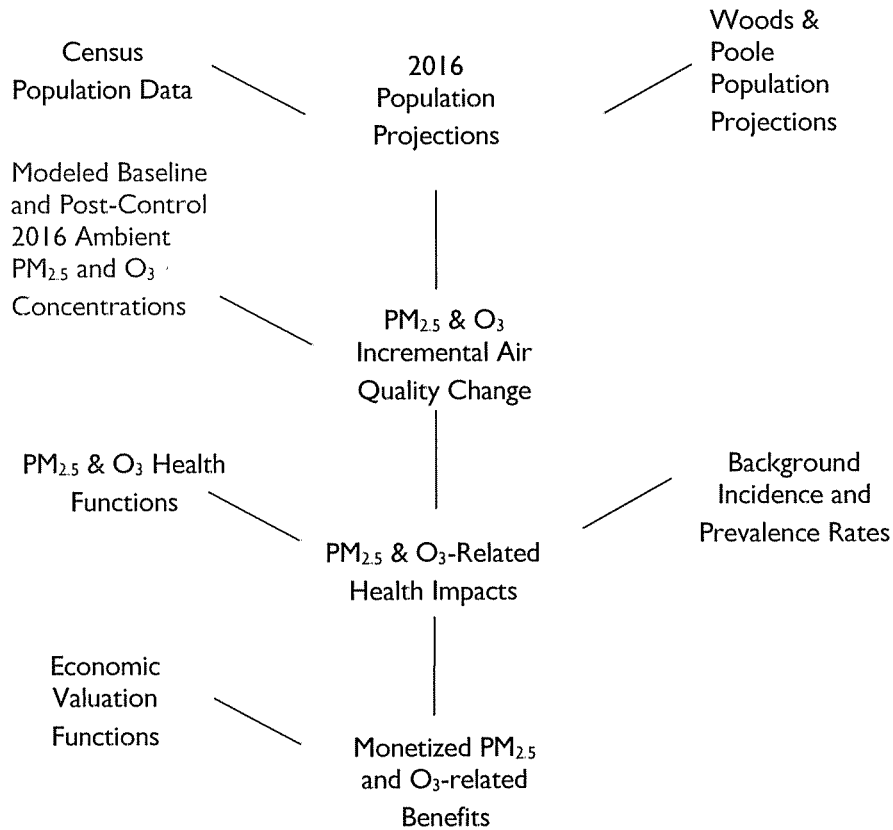 Census
Population Data
2016
Population
Projections
Woods &
Poole
Population
Projections
Modeled Baseline
and Post-Control
2016 Ambient
PM2.5 and O3
Concentrations
PM2.5 & O3
Incremental Air
Quality Change
PM2.5 & O3 Health
Functions
Background
Incidence and
Prevalence Rates
PM2.5 & O3-Related
Health Impacts
Economic
Valuation
Functions
Monetized PM2.5
and O3-related
Benefits